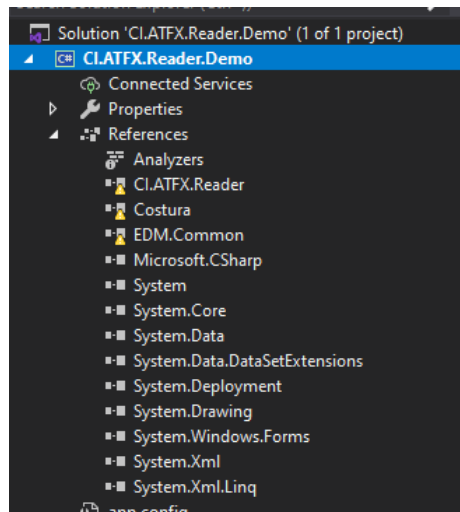 Solution 'CI.ATFX.Reader.Demo' (1 of 1 project)
C# CI.ATFX.Reader.Demo
Connected Services
Properties
References
Analyzers
CI.ATFX.Reader
Costura
EDM.Common
Microsoft.CSharp
System
System.Core
System.Data
System.Data.DataSetExtensions
System.Deployment
System.Drawing
System.Windows.Forms
System.Xml
System.Xml.Linq
app.config